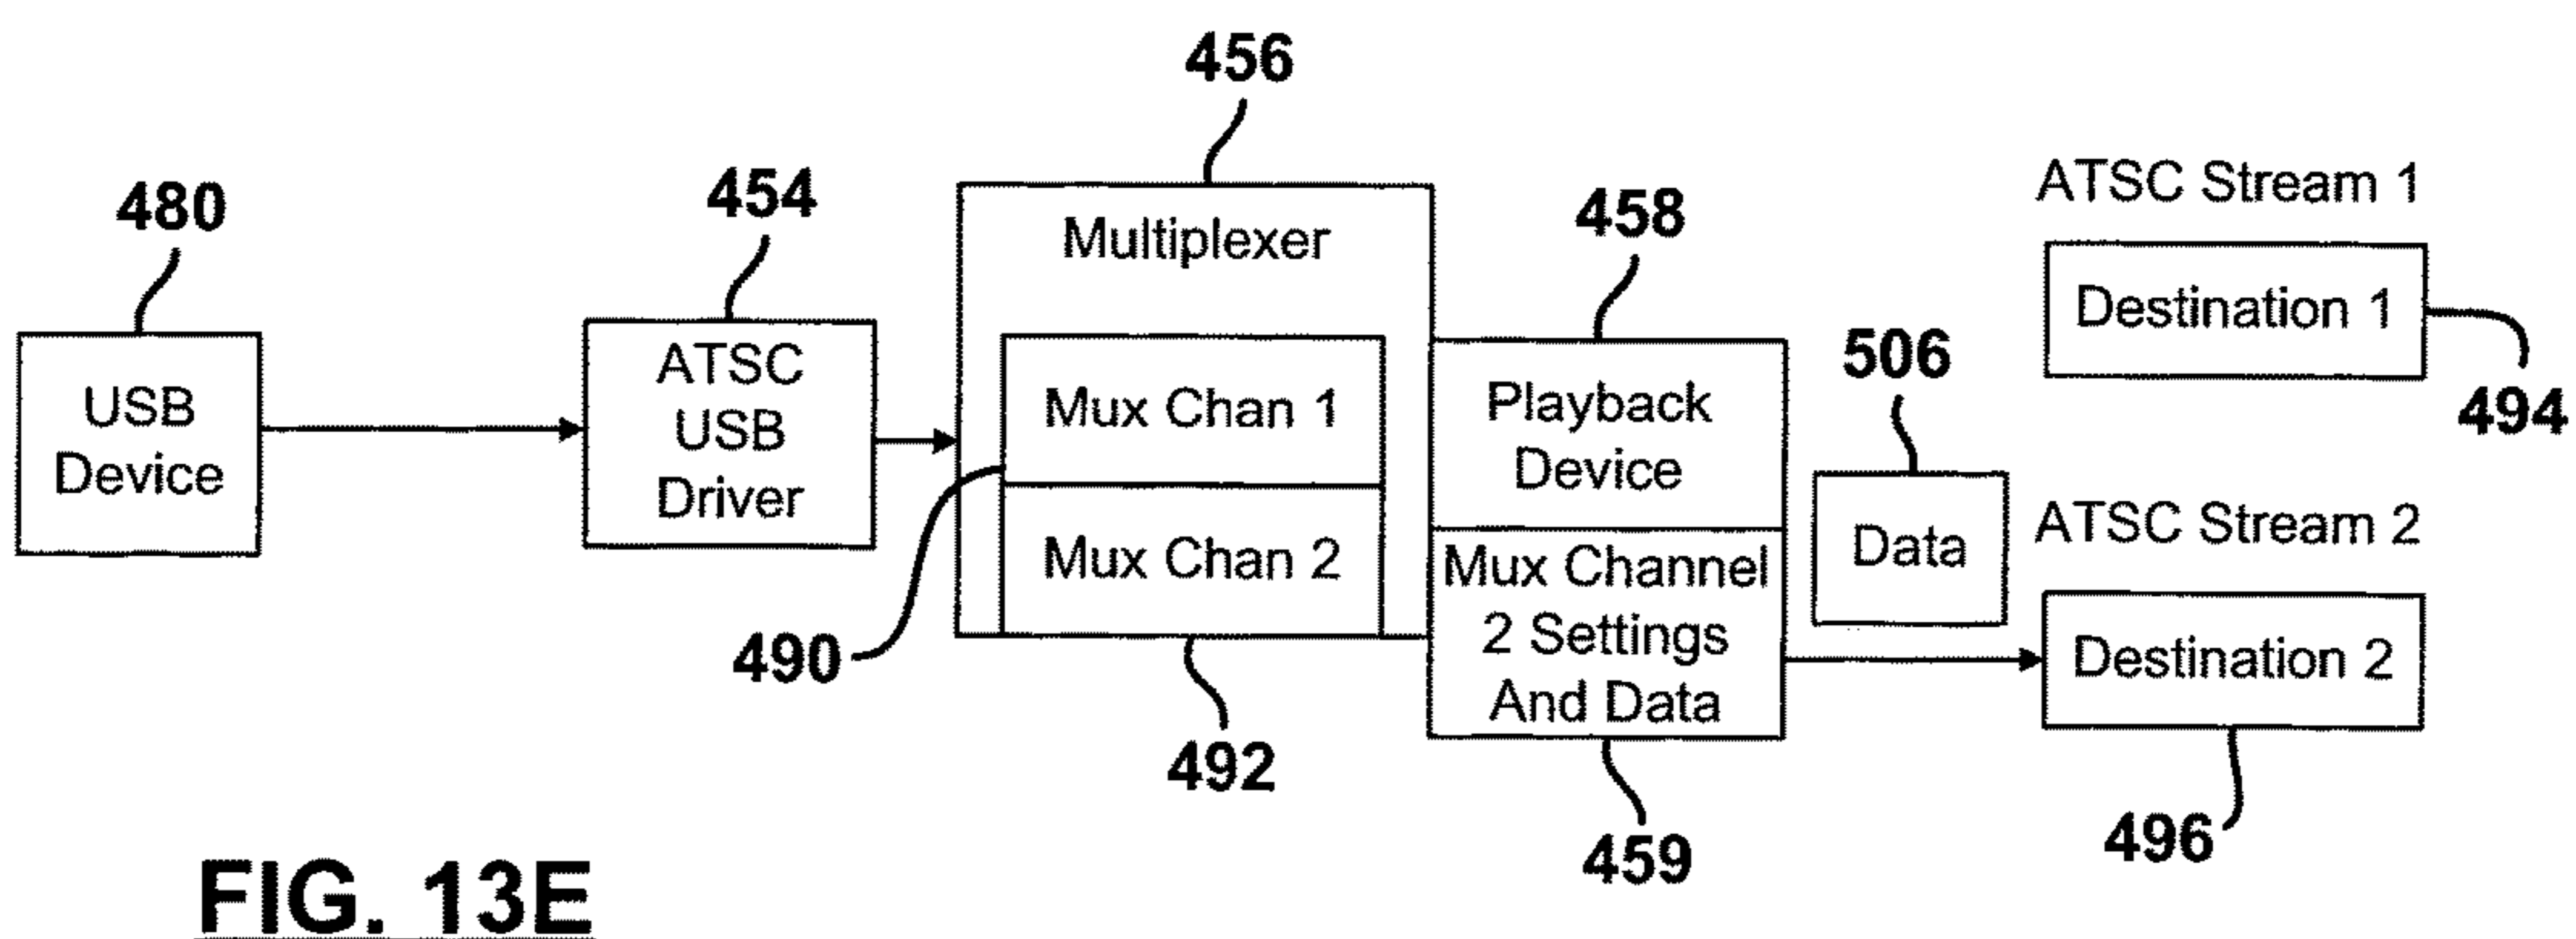 456
ATSC Stream 1
480
454
458
Multiplexer
Destination 1
506
494
USB
Device
ATSC
USB
Driver
Mux Chan 1
Mux Chan 2
Playback
Device
Data
ATSC Stream 2
Mux Channel
2 Settings
And Data
Destination 2
490
492
459
496
FIG. 13E